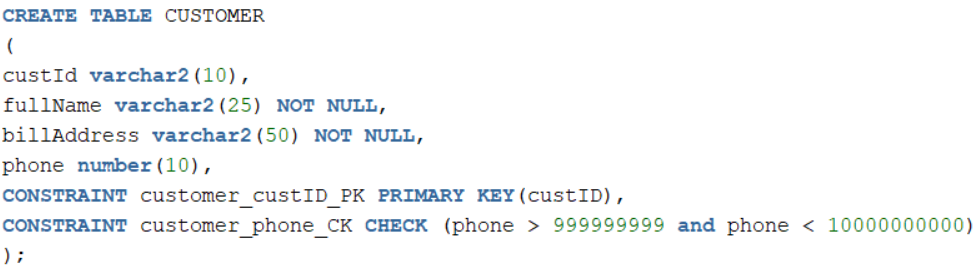 CREATE TABLE CUSTOMER
(
custId varchar2(10),
fullName varchar2(25) NOT NULL,
billAddress varchar2(50) NOT NULL,
phone number(10),
CONSTRAINT customer_custID_PK PRIMARY KEY(custID),
CONSTRAINT customer_phone_CK CHECK (phone > 999999999 and phone < 10000000000)
);